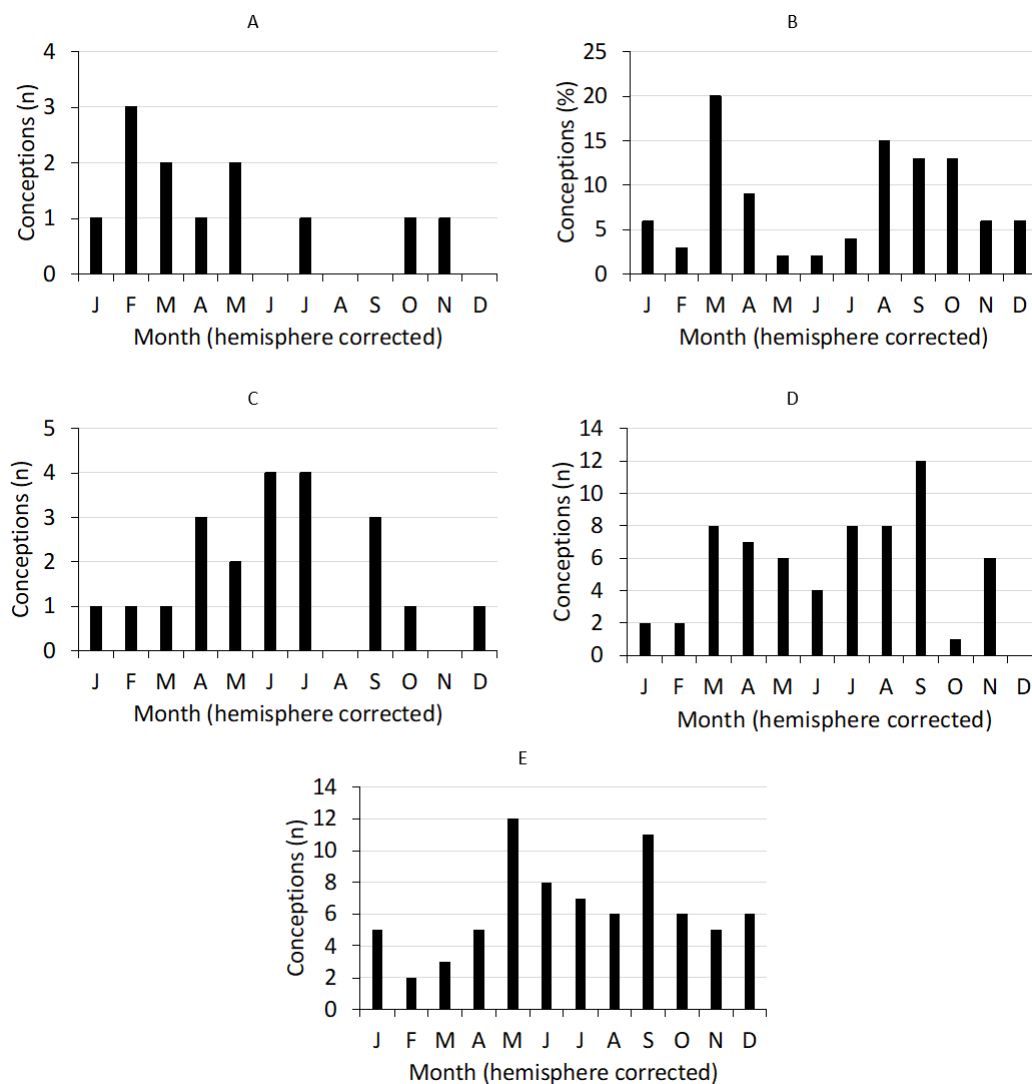 A
Conceptions (n)
4
3
2
1
0
J F M A M J J A S O N D
Month (hemisphere corrected)
B
Conceptions (%)
25
20
15
10
5
0
J F M A M J J A S O N D
Month (hemisphere corrected)
C
Conceptions (n)
5
4
3
2
1
0
J F M A M J J A S O N D
Month (hemisphere corrected)
D
Conceptions (n)
14
12
10
8
6
4
2
0
J F M A M J J A S O N D
Month (hemisphere corrected)
E
Conceptions (n)
14
12
10
8
6
4
2
0
J F M A M J J A S O N D
Month (hemisphere corrected)